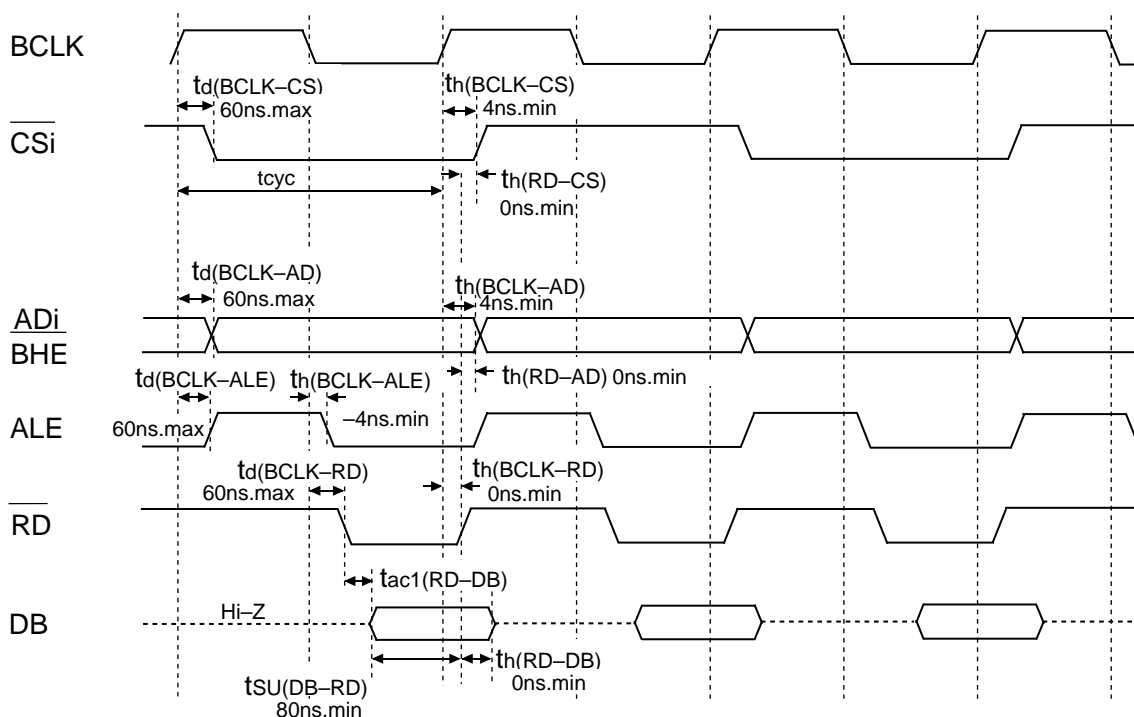 BCLK
td(BCLK–CS)
60ns.max
th(BCLK–CS)
4ns.min
CSi
tcyc
th(RD–CS)
0ns.min
td(BCLK–AD)
60ns.max
th(BCLK–AD)
4ns.min
ADi
BHE
th(RD–AD) 0ns.min
td(BCLK–ALE)
th(BCLK–ALE)
ALE
60ns.max
–4ns.min
td(BCLK–RD)
60ns.max
th(BCLK–RD)
0ns.min
RD
tac1(RD–DB)
DB
Hi–Z
th(RD–DB)
0ns.min
tSU(DB–RD)
80ns.min